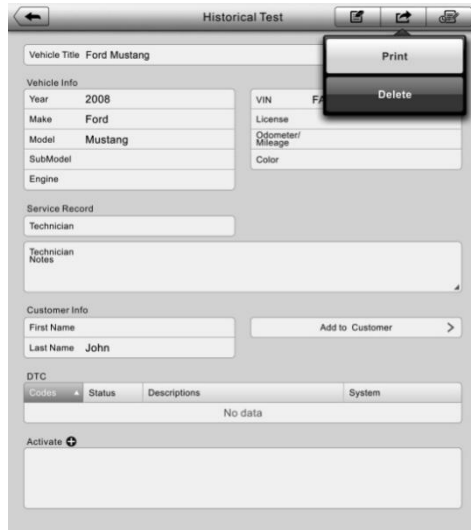 Historical Test
Vehicle Title Ford Mustang
Print
Delete
Vehicle Info
Year 2008
Make Ford
Model Mustang
SubModel
Engine
VIN FA
License
Odometer/
Mileage
Color
Service Record
Technician
Technician
Notes
Customer Info
First Name
Last Name John
Add to Customer
DTC
Codes Status Descriptions System
No data
Activate